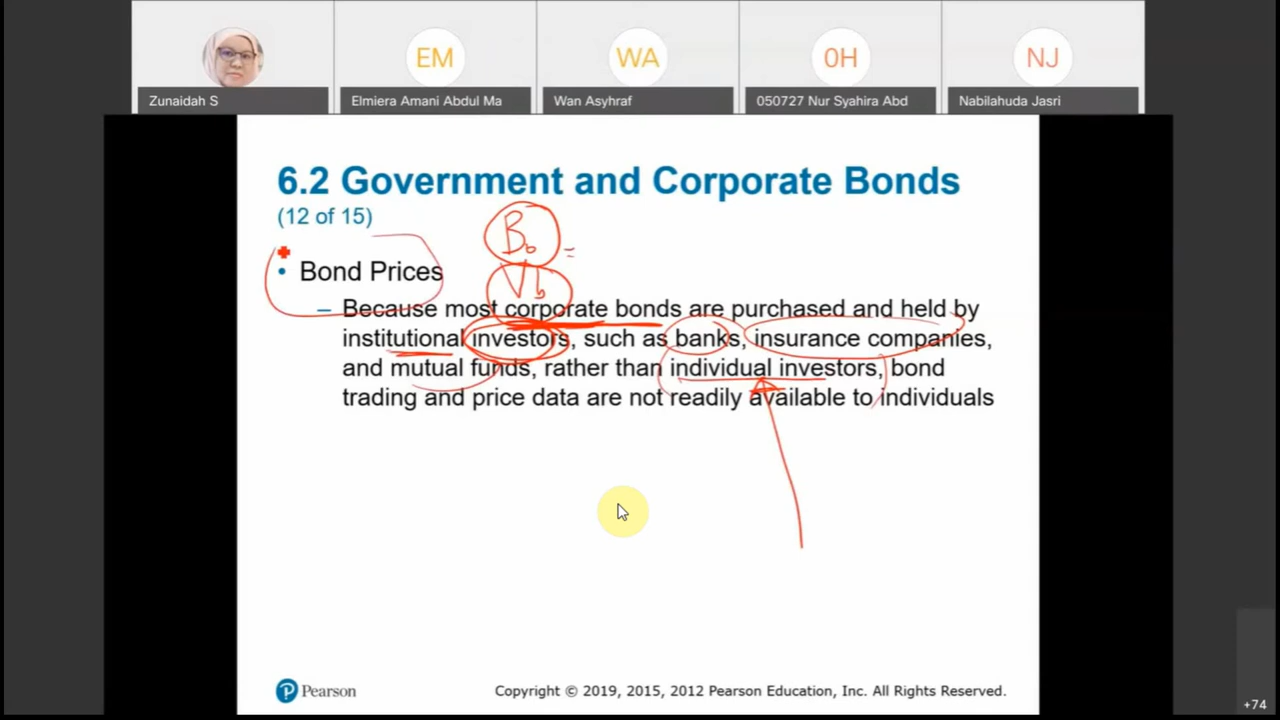 EM
WA
0H
NJ
Zunaidah S
Elmiera Amani Abdul Ma
Wan Asyhraf
050727 Nur Syahira Abd
Nabilahuda Jasri
6.2 Government and Corporate Bonds
(12 of 15)
B₀ =
• Bond Prices
Vb
– Because most corporate bonds are purchased and held by
institutional investors, such as banks, insurance companies,
and mutual funds, rather than individual investors, bond
trading and price data are not readily available to individuals
P Pearson
Copyright © 2019, 2015, 2012 Pearson Education, Inc. All Rights Reserved.
+74